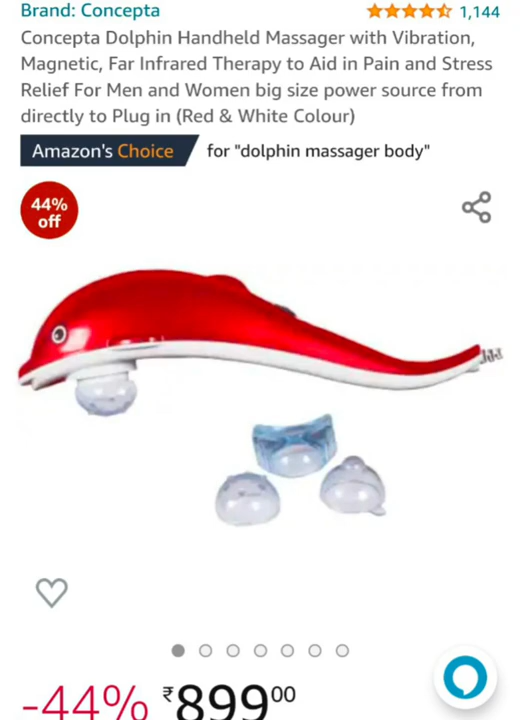 Brand: Concepta
1,144
Concepta Dolphin Handheld Massager with Vibration,
Magnetic, Far Infrared Therapy to Aid in Pain and Stress
Relief For Men and Women big size power source from
directly to Plug in (Red & White Colour)
Amazon's Choice for "dolphin massager body"
44%
off
-44% ₹89900